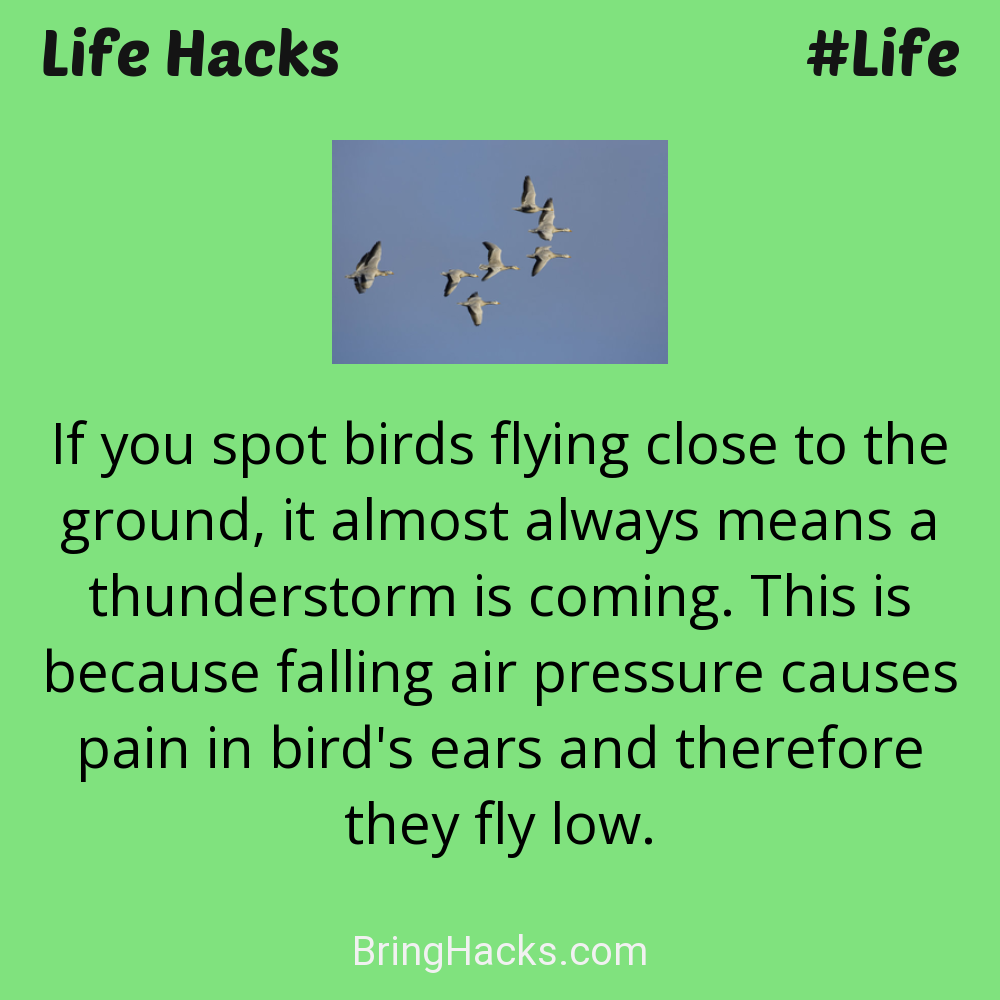 Life Hacks
#Life
If you spot birds flying close to the
ground, it almost always means a
thunderstorm is coming. This is
because falling air pressure causes
pain in bird's ears and therefore
they fly low.
BringHacks.com